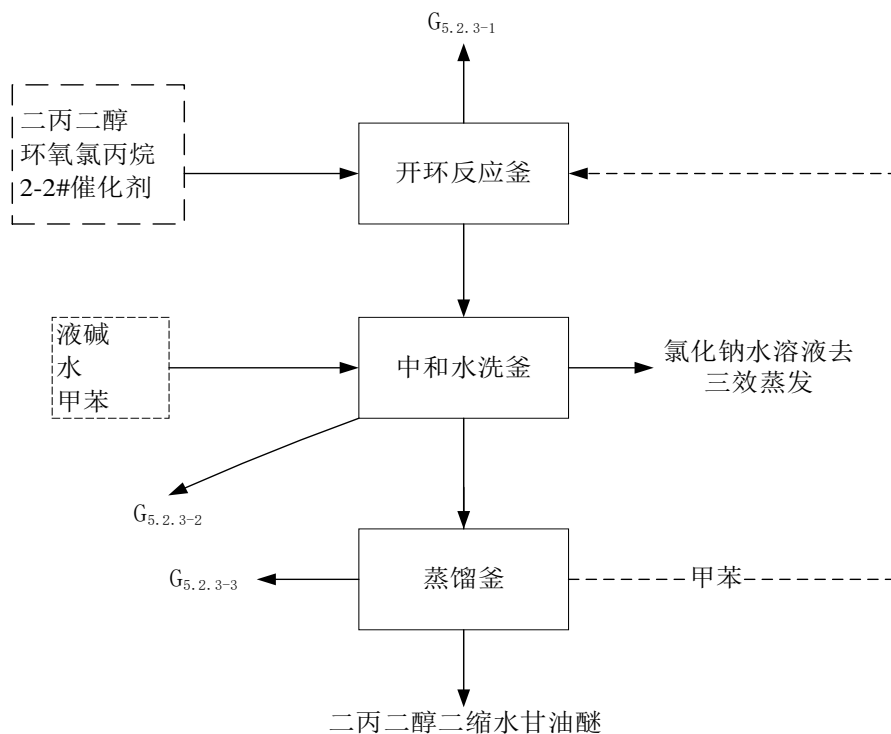 G5.2.3-1
二丙二醇
环氧氯丙烷
2-2#催化剂
开环反应釜
液碱
水
甲苯
中和水洗釜
氯化钠水溶液去
三效蒸发
G5.2.3-2
G5.2.3-3
蒸馏釜
甲苯
二丙二醇二缩水甘油醚